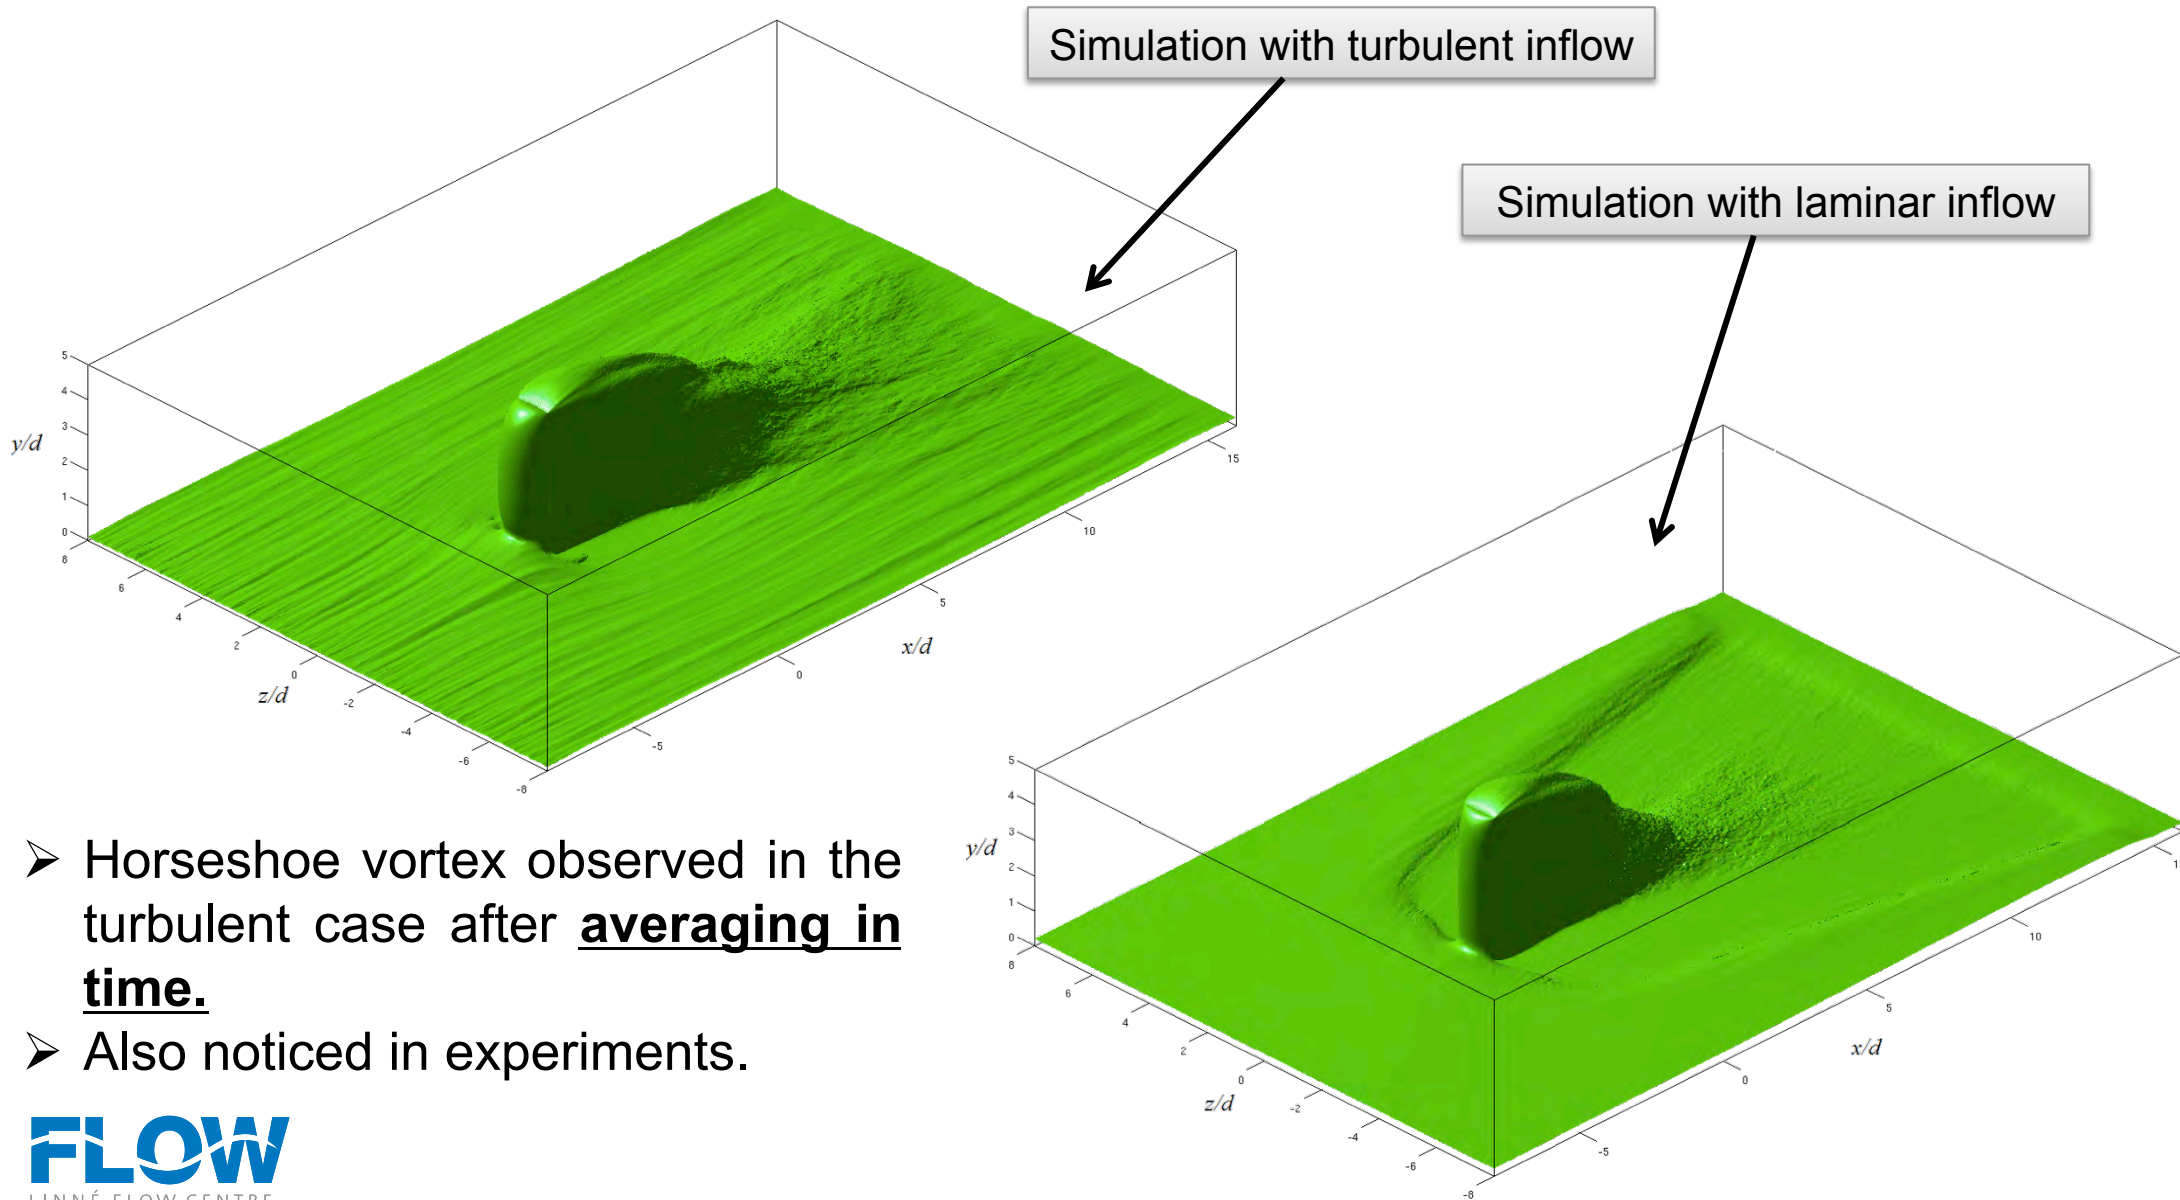 Simulation with turbulent inflow
Simulation with laminar inflow
5
4
3
2
1
0
y/d
8
6
4
2
0
-2
-4
-6
-8
z/d
-5
0
5
10
15
x/d
5
4
3
2
1
0
y/d
8
6
4
2
0
-2
-4
-6
-8
z/d
-5
0
5
10
x/d
➢ Horseshoe vortex observed in the
turbulent case after averaging in
time.
➢ Also noticed in experiments.
FLOW
LINNÉ FLOW CENTRE